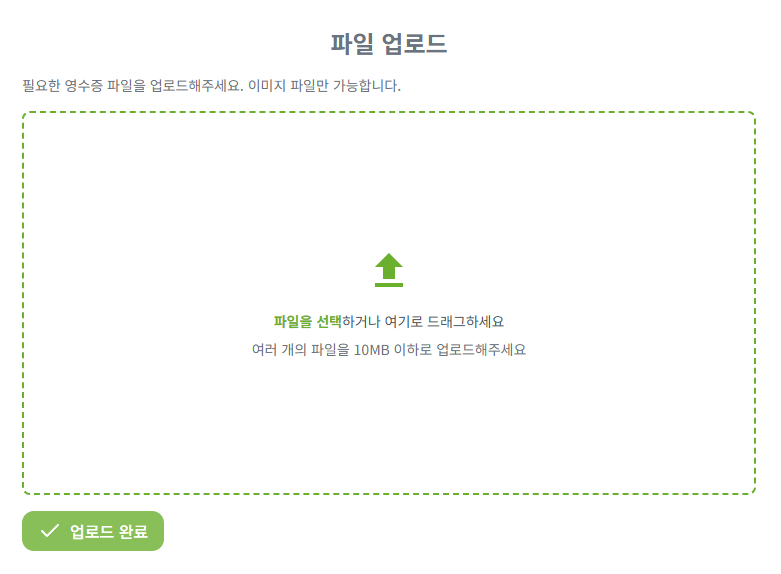 파일 업로드
필요한 영수증 파일을 업로드해주세요. 이미지 파일만 가능합니다.
파일을 선택하거나 여기로 드래그하세요
여러 개의 파일을 10MB 이하로 업로드해주세요
업로드 완료